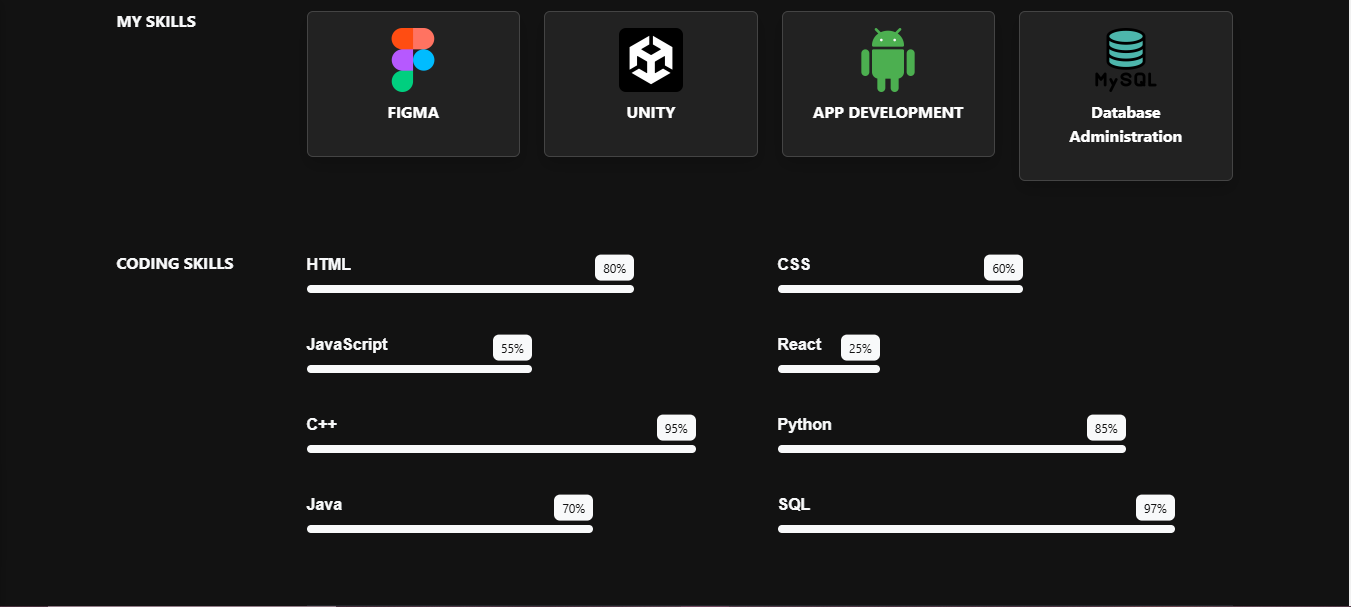 MY SKILLS
FIGMA
UNITY
APP DEVELOPMENT
MySQL
Database
Administration
CODING SKILLS
HTML
80%
CSS
60%
JavaScript
55%
React
25%
C++
95%
Python
85%
Java
70%
SQL
97%